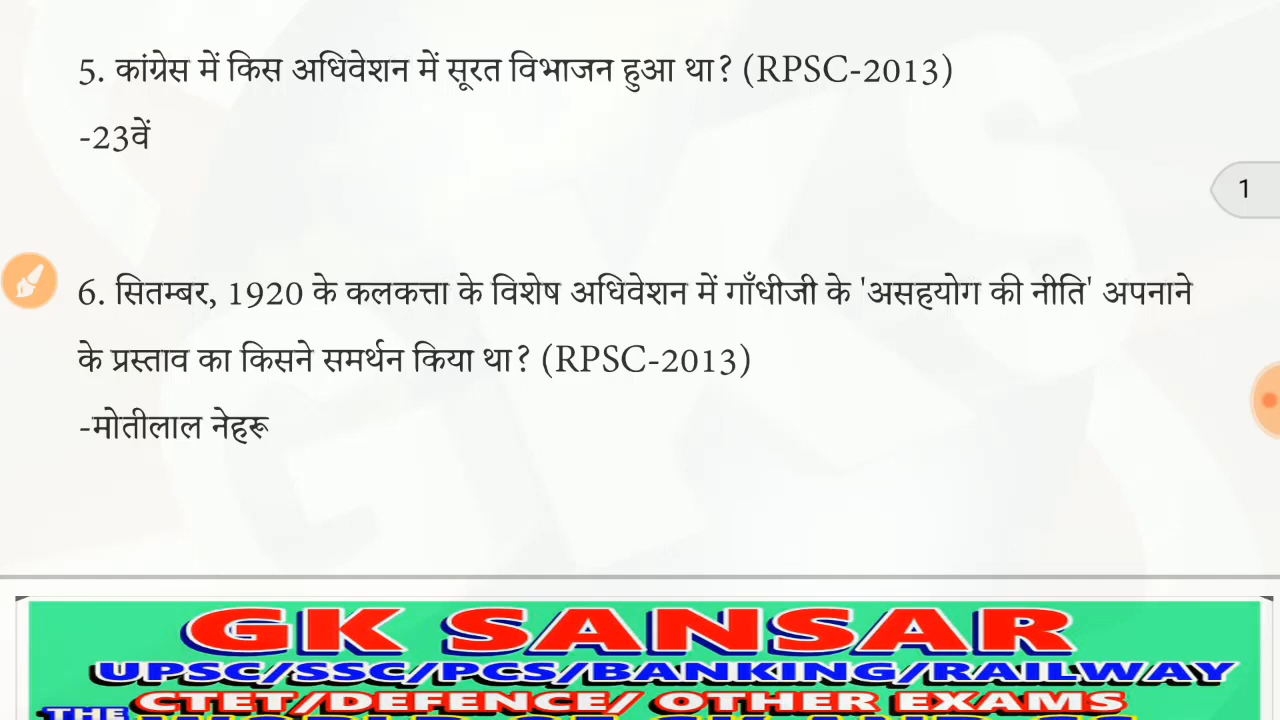 5. कांग्रेस में किस अधिवेशन में सूरत विभाजन हुआ था? (RPSC-2013)
-23वें
1
6. सितम्बर, 1920 के कलकत्ता के विशेष अधिवेशन में गाँधीजी के 'असहयोग की नीति' अपनाने
के प्रस्ताव का किसने समर्थन किया था? (RPSC-2013)
-मोतीलाल नेहरू
GK SANSAR
UPSC/SSC/PCS/BANKING/RAILWAY
CTET/DEFENCE/ OTHER EXAMS
THE